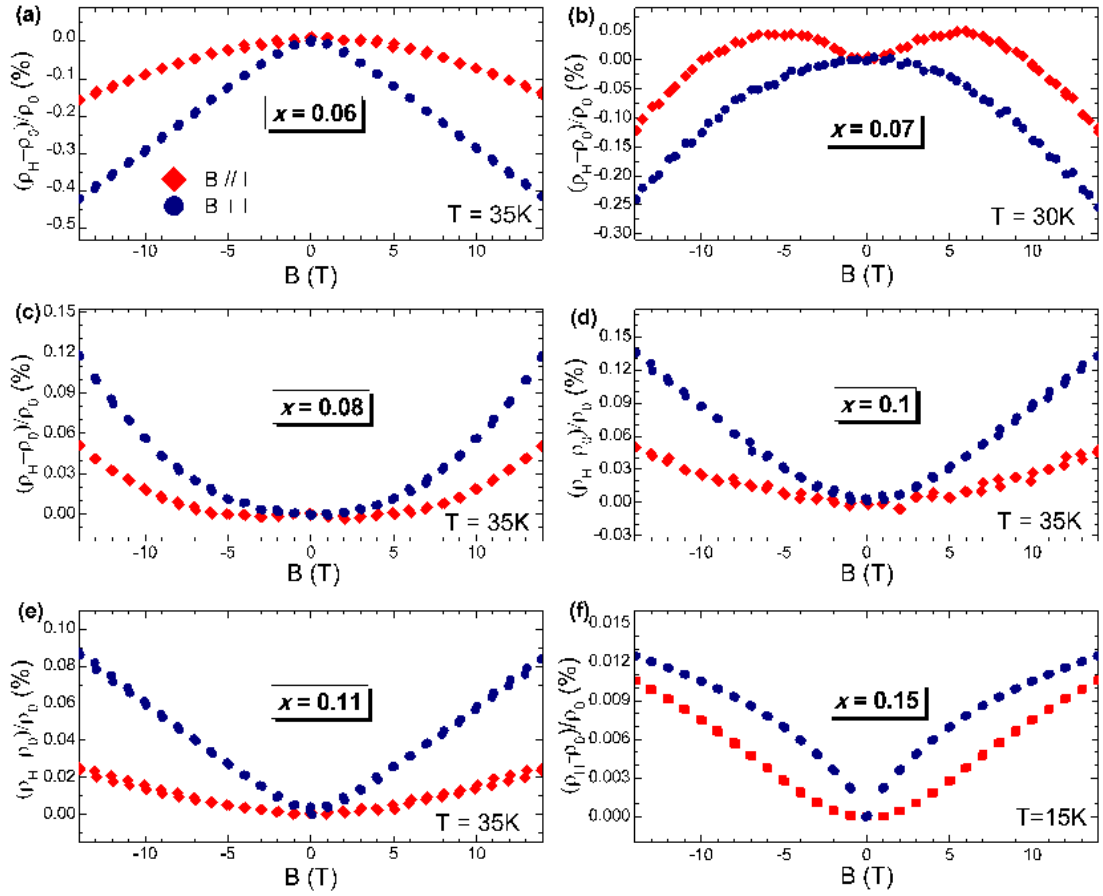 (a)
0.0
-0.1
-0.2
-0.3
-0.4
-0.5
(ρH−ρ0)/ρ0 (%)
x = 0.06
B // I
B ⊥ I
T = 35K
-10 -5 0 5 10
B (T)
(b)
0.05
0.00
-0.05
-0.10
-0.15
-0.20
-0.25
-0.30
(ρH−ρ0)/ρ0 (%)
x = 0.07
T = 30K
-10 -5 0 5 10
B (T)
(c)
0.15
0.12
0.09
0.06
0.03
0.00
(ρH−ρ0)/ρ0 (%)
x = 0.08
T = 35K
-10 -5 0 5 10
B (T)
(d)
0.15
0.12
0.09
0.06
0.03
0.00
-0.03
(ρH ρ0)/ρ0 (%)
x = 0.1
T = 35K
-10 -5 0 5 10
B (T)
(e)
0.10
0.08
0.06
0.04
0.02
0.00
(ρH ρ0)/ρ0 (%)
x = 0.11
T = 35K
-10 -5 0 5 10
B (T)
(f)
0.015
0.012
0.009
0.006
0.003
0.000
(ρH−ρ0)/ρ0 (%)
x = 0.15
T=15K
-10 -5 0 5 10
B (T)